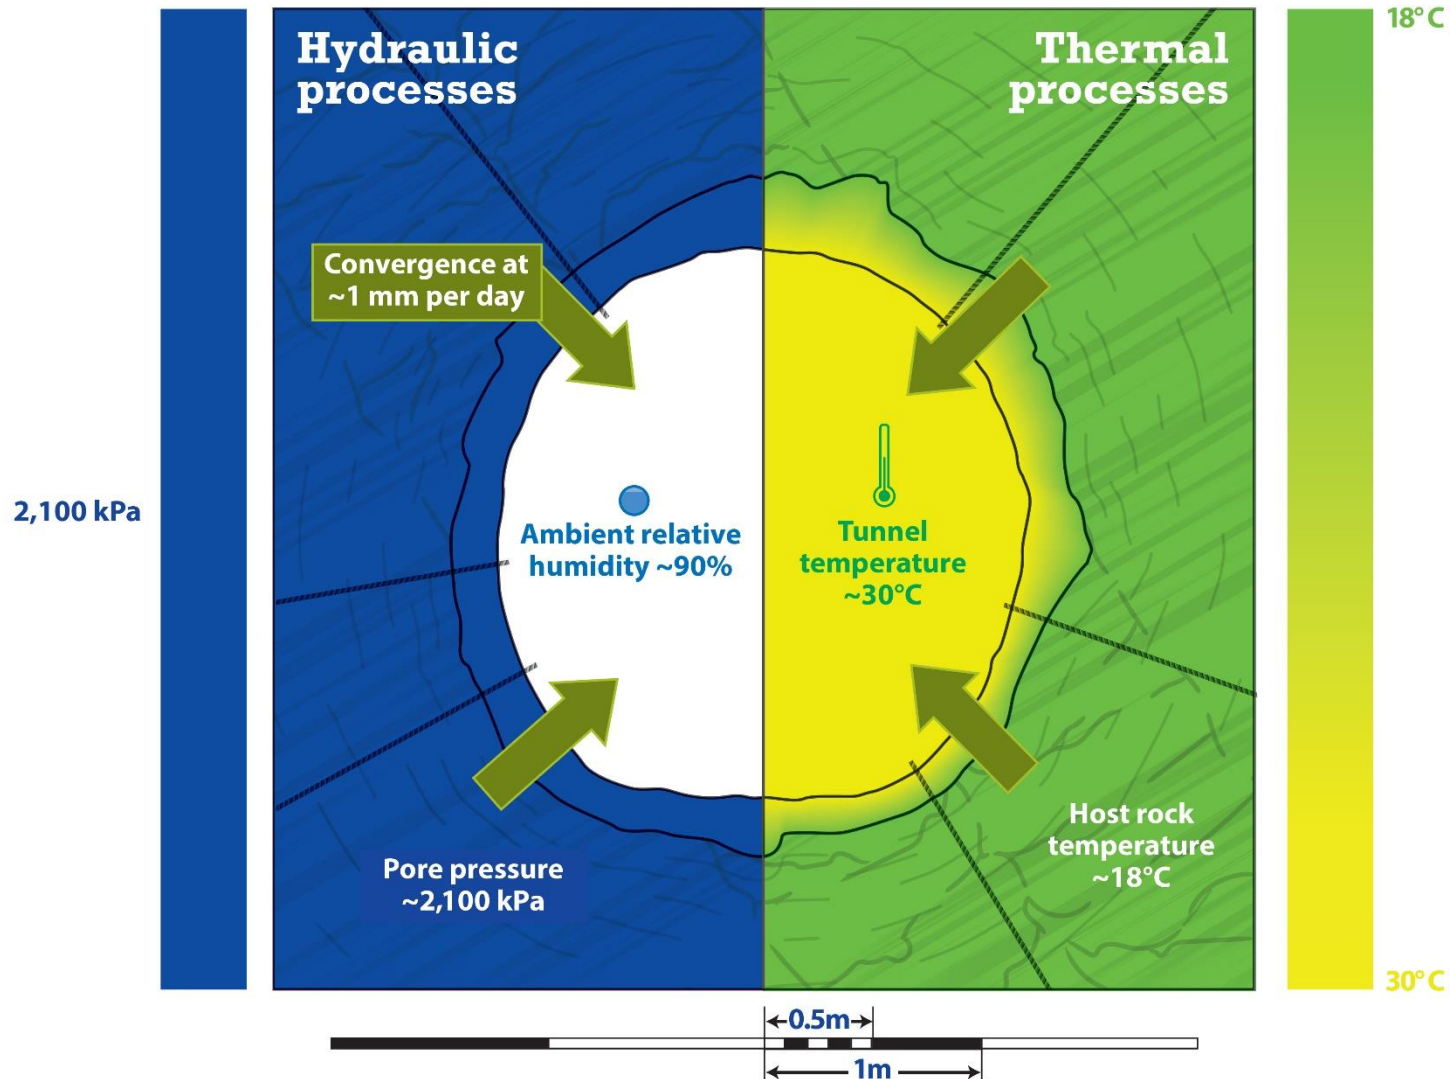 Hydraulic
processes
Thermal
processes
18°C
Convergence at
~1 mm per day
2,100 kPa
Ambient relative
humidity ~90%
Tunnel
temperature
~30°C
Pore pressure
~2,100 kPa
Host rock
temperature
~18°C
30°C
0.5m
1m